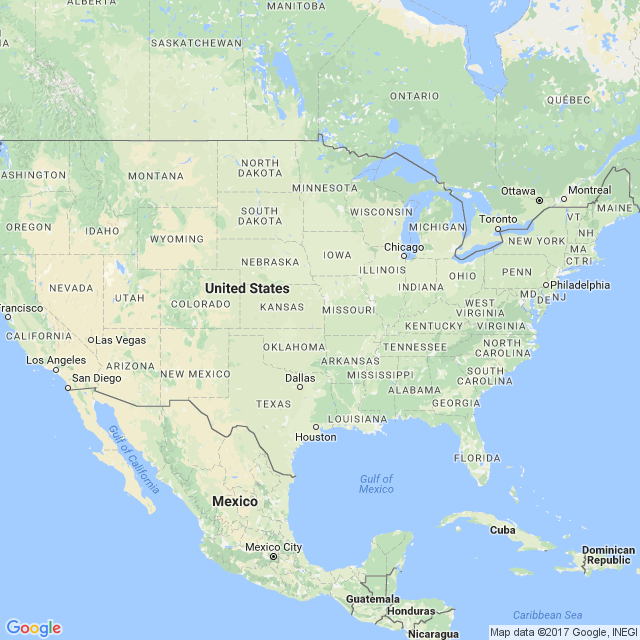 ALBERTA
MANITOBA
SASKATCHEWAN
ONTARIO
QUÉBEC
ASHINGTON
MONTANA
NORTH
DAKOTA
MINNESOTA
Ottawa
Montreal
MAINE
OREGON
IDAHO
SOUTH
DAKOTA
WISCONSIN
MICHIGAN
Toronto
VT
NH
WYOMING
Chicago
NEW YORK
MA
CT
RI
NEBRASKA
IOWA
ILLINOIS
INDIANA
OHIO
PENN
NEVADA
UTAH
COLORADO
United States
KANSAS
MISSOURI
WEST
VIRGINIA
MD
DE
NJ
Philadelphia
rancisco
CALIFORNIA
Las Vegas
KENTUCKY
VIRGINIA
Los Angeles
ARIZONA
NEW MEXICO
OKLAHOMA
ARKANSAS
TENNESSEE
NORTH
CAROLINA
San Diego
Dallas
MISSISSIPPI
ALABAMA
SOUTH
CAROLINA
TEXAS
LOUISIANA
GEORGIA
Houston
Gulf of California
FLORIDA
Gulf of
Mexico
Mexico
Cuba
Mexico City
Dominican
Republic
Guatemala
Honduras
Nicaragua
Caribbean Sea
Google
Map data ©2017 Google, INEGI